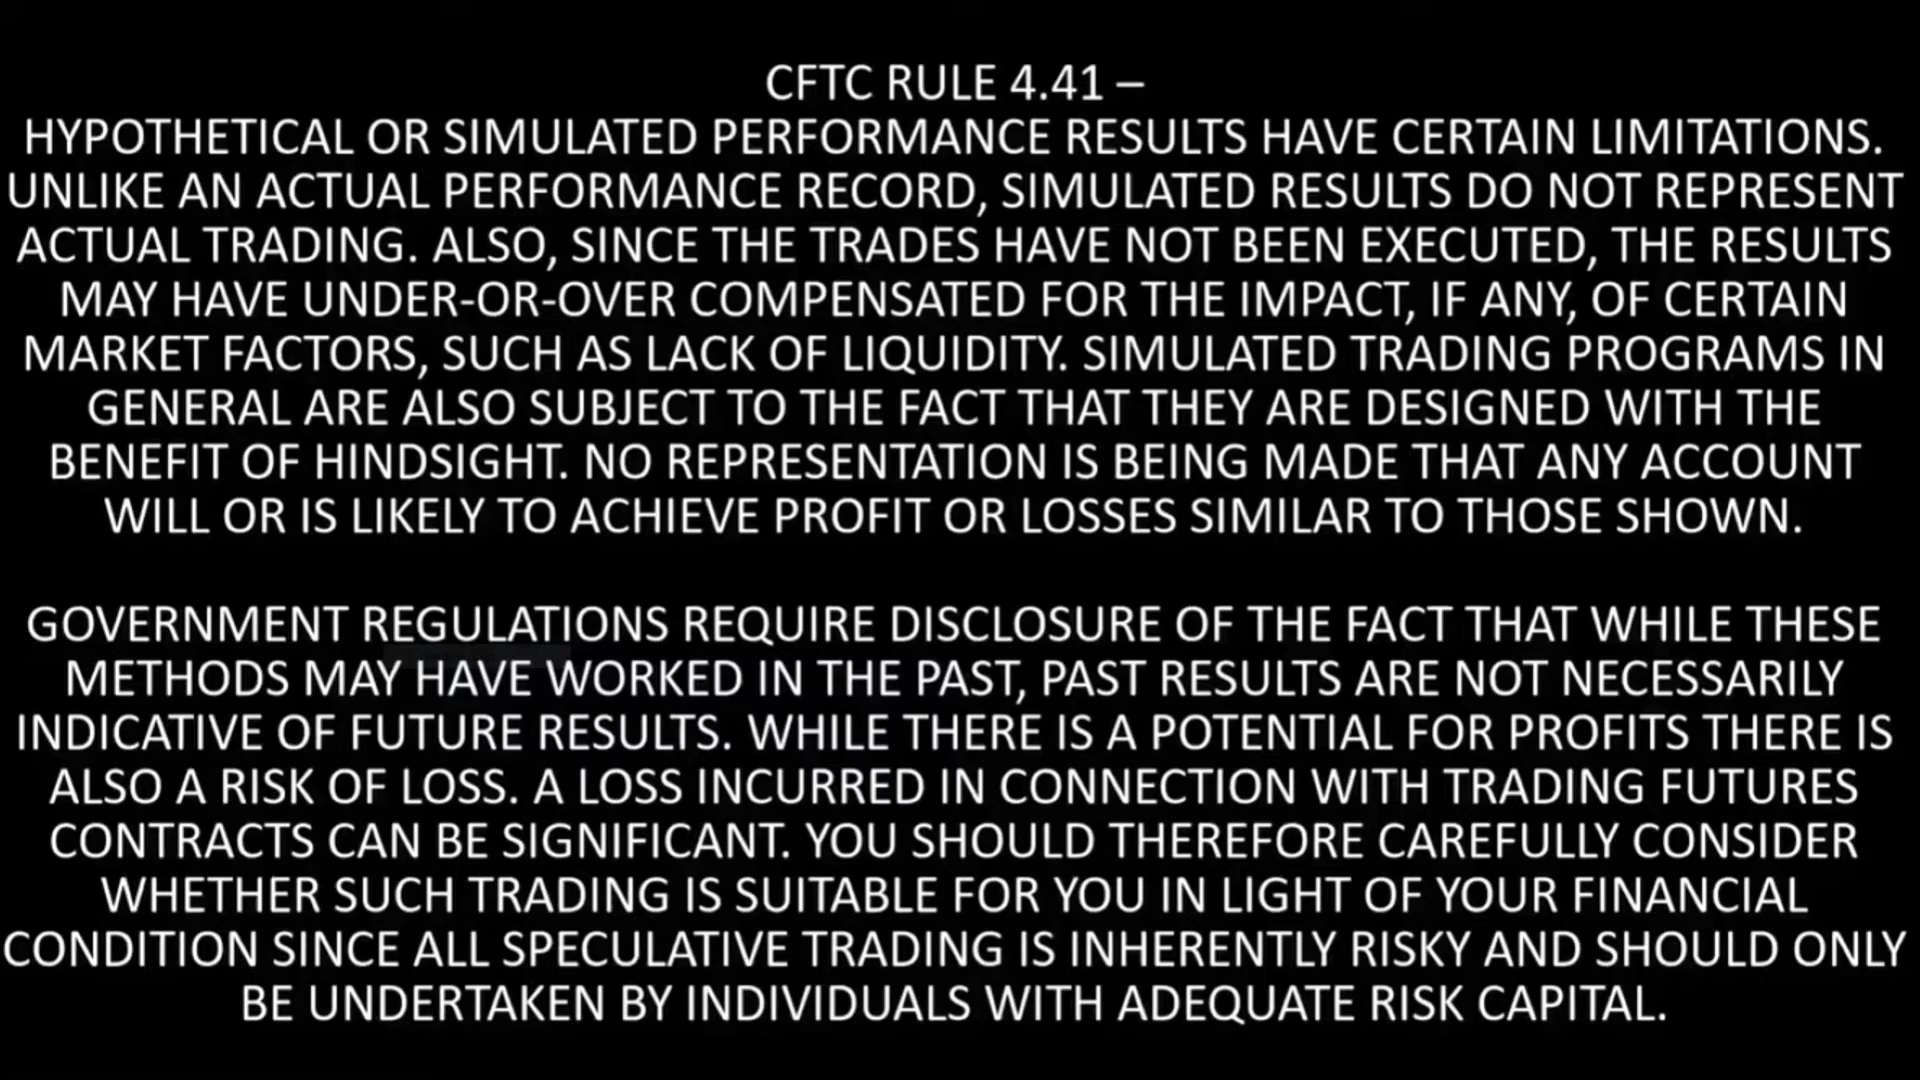 CFTC RULE 4.41 –
HYPOTHETICAL OR SIMULATED PERFORMANCE RESULTS HAVE CERTAIN LIMITATIONS.
UNLIKE AN ACTUAL PERFORMANCE RECORD, SIMULATED RESULTS DO NOT REPRESENT
ACTUAL TRADING. ALSO, SINCE THE TRADES HAVE NOT BEEN EXECUTED, THE RESULTS
MAY HAVE UNDER-OR-OVER COMPENSATED FOR THE IMPACT, IF ANY, OF CERTAIN
MARKET FACTORS, SUCH AS LACK OF LIQUIDITY. SIMULATED TRADING PROGRAMS IN
GENERAL ARE ALSO SUBJECT TO THE FACT THAT THEY ARE DESIGNED WITH THE
BENEFIT OF HINDSIGHT. NO REPRESENTATION IS BEING MADE THAT ANY ACCOUNT
WILL OR IS LIKELY TO ACHIEVE PROFIT OR LOSSES SIMILAR TO THOSE SHOWN.
GOVERNMENT REGULATIONS REQUIRE DISCLOSURE OF THE FACT THAT WHILE THESE
METHODS MAY HAVE WORKED IN THE PAST, PAST RESULTS ARE NOT NECESSARILY
INDICATIVE OF FUTURE RESULTS. WHILE THERE IS A POTENTIAL FOR PROFITS THERE IS
ALSO A RISK OF LOSS. A LOSS INCURRED IN CONNECTION WITH TRADING FUTURES
CONTRACTS CAN BE SIGNIFICANT. YOU SHOULD THEREFORE CAREFULLY CONSIDER
WHETHER SUCH TRADING IS SUITABLE FOR YOU IN LIGHT OF YOUR FINANCIAL
CONDITION SINCE ALL SPECULATIVE TRADING IS INHERENTLY RISKY AND SHOULD ONLY
BE UNDERTAKEN BY INDIVIDUALS WITH ADEQUATE RISK CAPITAL.